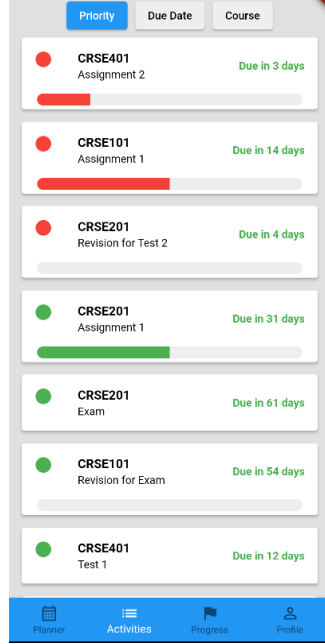 Priority Due Date Course
CRSE401
Assignment 2
Due in 3 days
CRSE101
Assignment 1
Due in 14 days
CRSE201
Revision for Test 2
Due in 4 days
CRSE201
Assignment 1
Due in 31 days
CRSE201
Exam
Due in 61 days
CRSE101
Revision for Exam
Due in 54 days
CRSE401
Test 1
Due in 12 days
Planner Activities Progress Profile